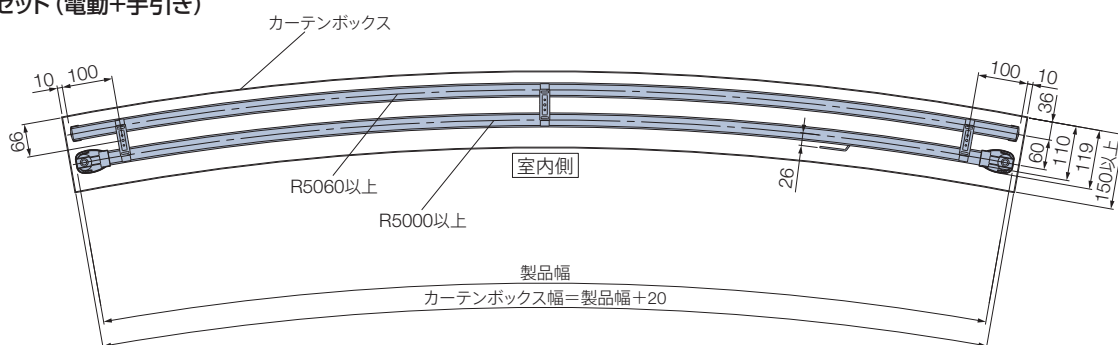 セット（電動+手引き）
カーテンボックス
10
100
100
10
66
36
60
110
119
150以上
26
室内側
R5060以上
R5000以上
製品幅
カーテンボックス幅＝製品幅＋20